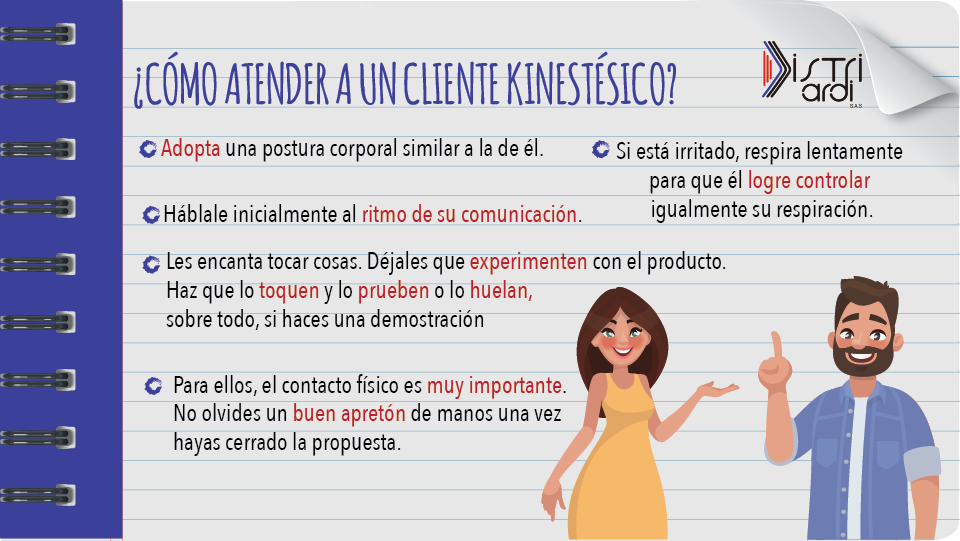 ¿CÓMO ATENDER A UN CLIENTE KINESTÉSICO?
Distri
ardi
SAS
Adopta una postura corporal similar a la de él.
Háblale inicialmente al ritmo de su comunicación.
Les encanta tocar cosas. Déjales que experimenten con el producto.
Haz que lo toquen y lo prueben o lo huelan,
sobre todo, si haces una demostración
Para ellos, el contacto físico es muy importante.
No olvides un buen apretón de manos una vez
hayas cerrado la propuesta.
Si está irritado, respira lentamente
para que él logre controlar
igualmente su respiración.